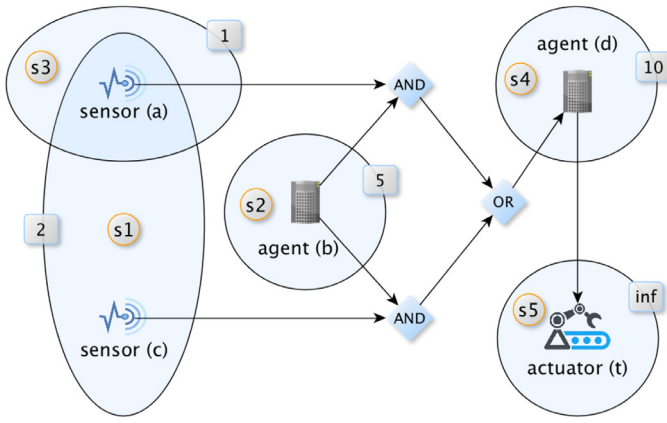 1
s3
sensor (a)
AND
agent (d)
s4
10
2
s1
s2
5
agent (b)
OR
sensor (c)
AND
s5
inf
actuator (t)